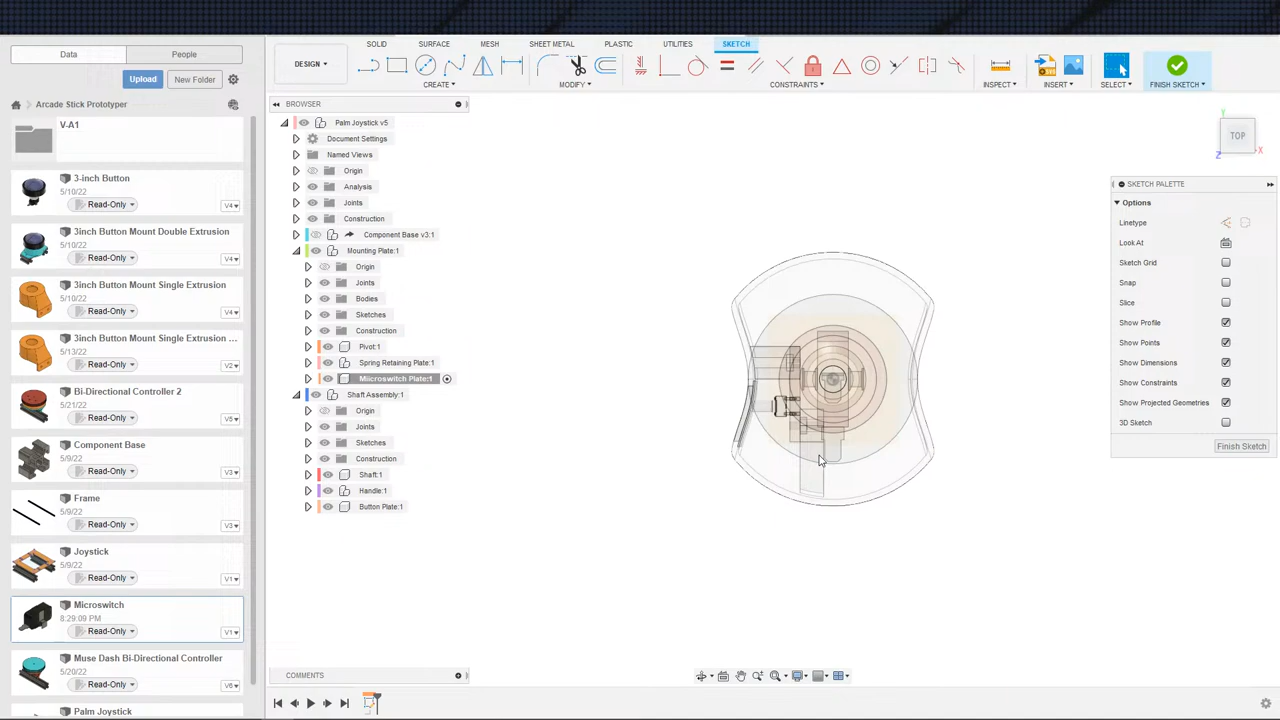 SOLID SURFACE MESH SHEET METAL PLASTIC UTILITIES SKETCH
DESIGN
CREATE MODIFY CONSTRAINTS INSPECT INSERT SELECT FINISH SKETCH
Data People
Upload New Folder
Arcade Stick Prototyper
V-A1
3-inch Button
5/10/22
Read-Only V4
3inch Button Mount Double Extrusion
5/10/22
Read-Only V4
3inch Button Mount Single Extrusion
5/10/22
Read-Only V4
3inch Button Mount Single Extrusion ...
5/13/22
Read-Only V2
Bi-Directional Controller 2
5/21/22
Read-Only V5
Component Base
5/9/22
Read-Only V3
Frame
5/9/22
Read-Only V3
Joystick
5/9/22
Read-Only V1
Microswitch
8:29:09 PM
Read-Only V1
Muse Dash Bi-Directional Controller
5/20/22
Read-Only V6
Palm Joystick
BROWSER
Palm Joystick v5
Document Settings
Named Views
Origin
Analysis
Joints
Construction
Component Base v3:1
Mounting Plate:1
Origin
Joints
Bodies
Sketches
Construction
Pivot:1
Spring Retaining Plate:1
Miicroswitch Plate:1
Shaft Assembly:1
Origin
Joints
Sketches
Construction
Shaft:1
Handle:1
Button Plate:1
COMMENTS
TOP
Y
X
Z
SKETCH PALETTE
Options
Linetype
Look At
Sketch Grid
Snap
Slice
Show Profile
Show Points
Show Dimensions
Show Constraints
Show Projected Geometries
3D Sketch
Finish Sketch